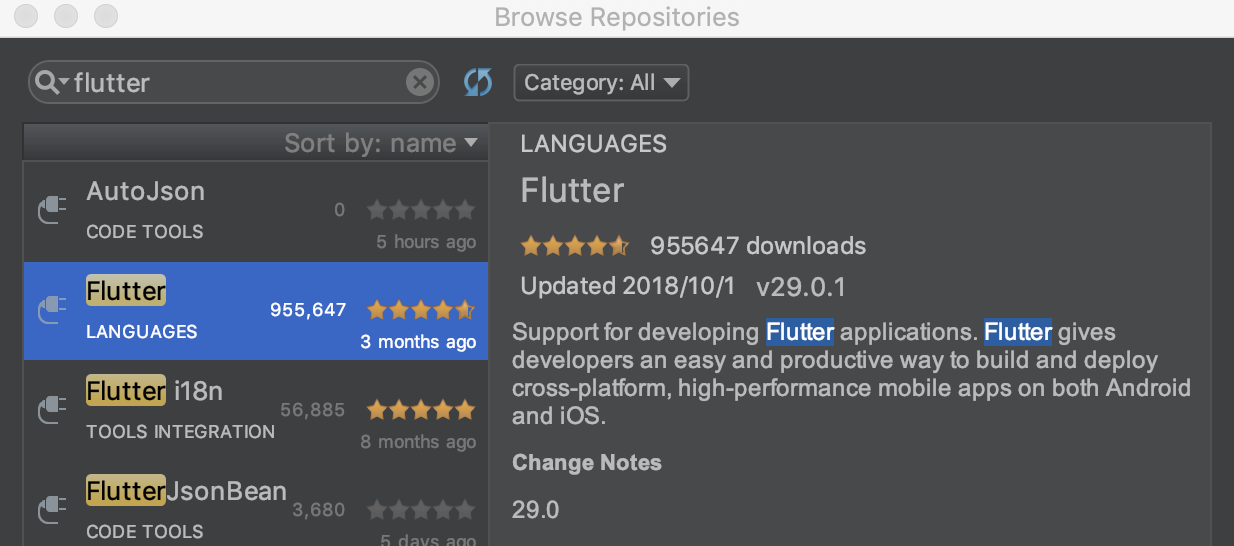 Browse Repositories
flutter
Category: All
Sort by: name
AutoJson
0
CODE TOOLS
5 hours ago
Flutter
955,647
LANGUAGES
3 months ago
Flutter i18n
56,885
TOOLS INTEGRATION
8 months ago
FlutterJsonBean
3,680
CODE TOOLS
5 days ago
LANGUAGES
Flutter
955647 downloads
Updated 2018/10/1 v29.0.1
Support for developing Flutter applications. Flutter gives
developers an easy and productive way to build and deploy
cross-platform, high-performance mobile apps on both Android
and iOS.
Change Notes
29.0